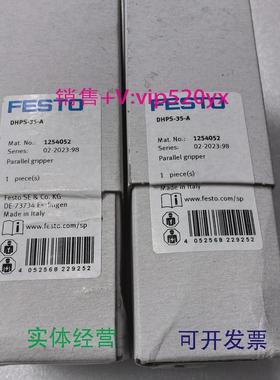 FESTO
DHPS-35-A
Mat. No.: 1254052
Series: 02-2023:98
Parallel gripper
1 piece(s)
Festo SE & Co. KG
DE-73734 Esslingen
Made in Italy
www.festo.com/sp
4 052568 229252
FESTO
DHPS-35-A
Mat. No.: 1254052
Series: 02-2023:98
Parallel gripper
1 piece(s)
Made in Italy
www.festo.com/sp
4 052568 229252
销售+V:vip520yx
实体经营
可开发票